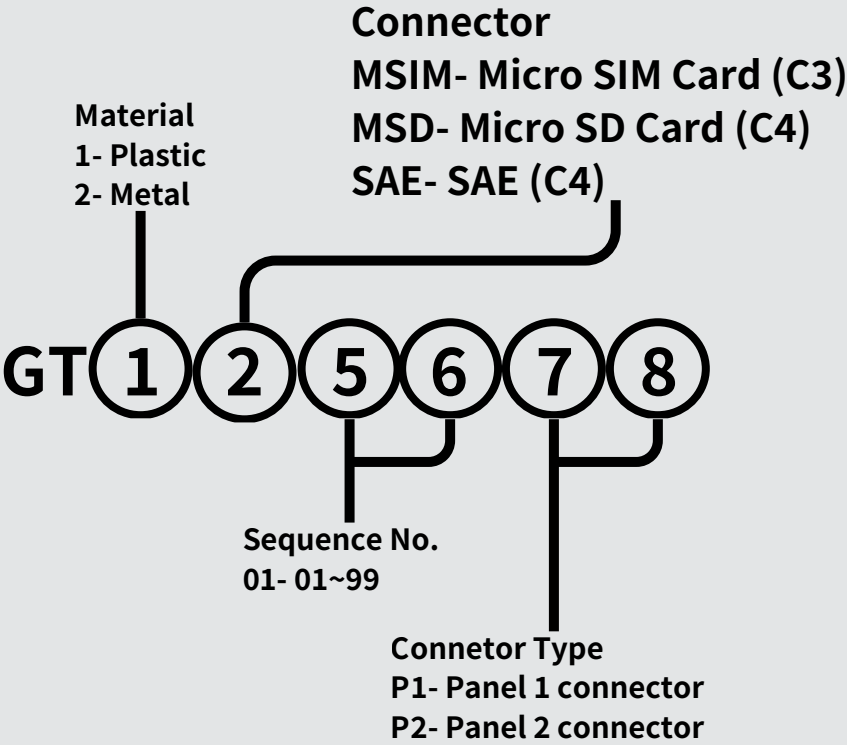 Connector
MSIM- Micro SIM Card (C3)
MSD- Micro SD Card (C4)
SAE- SAE (C4)
Material
1- Plastic
2- Metal
GT 1 2 5 6 7 8
Sequence No.
01- 01~99
Connetor Type
P1- Panel 1 connector
P2- Panel 2 connector